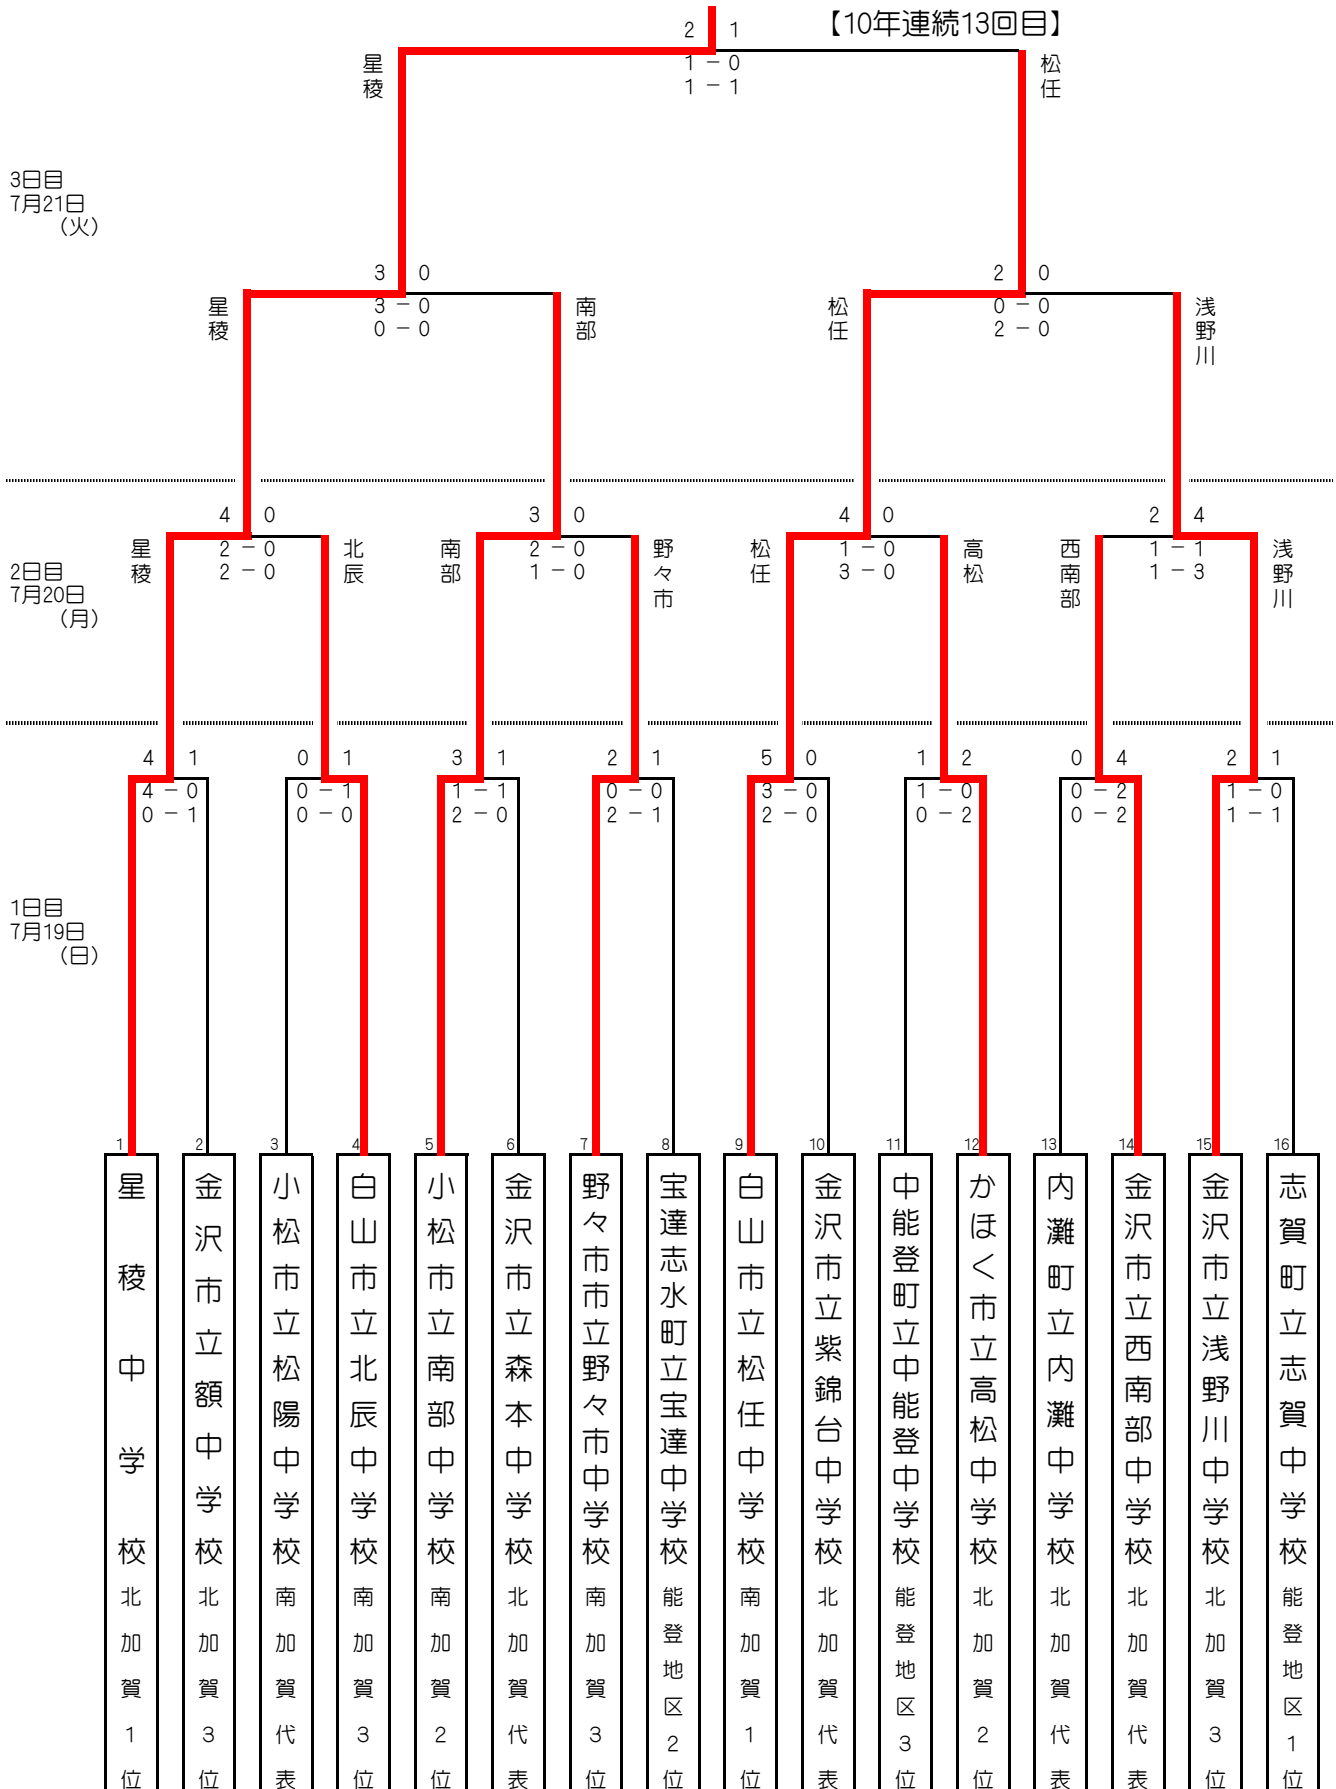 【10年連続13回目】
2 1
1－0
1－1
星稜
松任
3日目
7月21日
（火）
3 0
3－0
0－0
星稜
南部
2 0
0－0
2－0
松任
浅野川
2日目
7月20日
（月）
4 0
2－0
2－0
星稜
北辰
3 0
2－0
1－0
南部
野々市
4 0
1－0
3－0
松任
高松
2 4
1－1
1－3
西南部
浅野川
1日目
7月19日
（日）
4 1
4－0
0－1
0 1
0－1
0－0
3 1
1－1
2－0
2 1
0－0
2－1
5 0
3－0
2－0
1 2
1－0
0－2
0 4
0－2
0－2
2 1
1－0
1－1
1
星稜中学校 北加賀1位
2
金沢市立額中学校 北加賀3位
3
小松市立松陽中学校 南加賀代表
4
白山市立北辰中学校 南加賀3位
5
小松市立南部中学校 南加賀2位
6
金沢市立森本中学校 北加賀代表
7
野々市市立野々市中学校 南加賀3位
8
宝達志水町立宝達中学校 能登地区2位
9
白山市立松任中学校 南加賀1位
10
金沢市立紫錦台中学校 北加賀代表
11
中能登町立中能登中学校 能登地区3位
12
かほく市立高松中学校 北加賀2位
13
内灘町立内灘中学校 北加賀代表
14
金沢市立西南部中学校 北加賀代表
15
金沢市立浅野川中学校 北加賀3位
16
志賀町立志賀中学校 能登地区1位